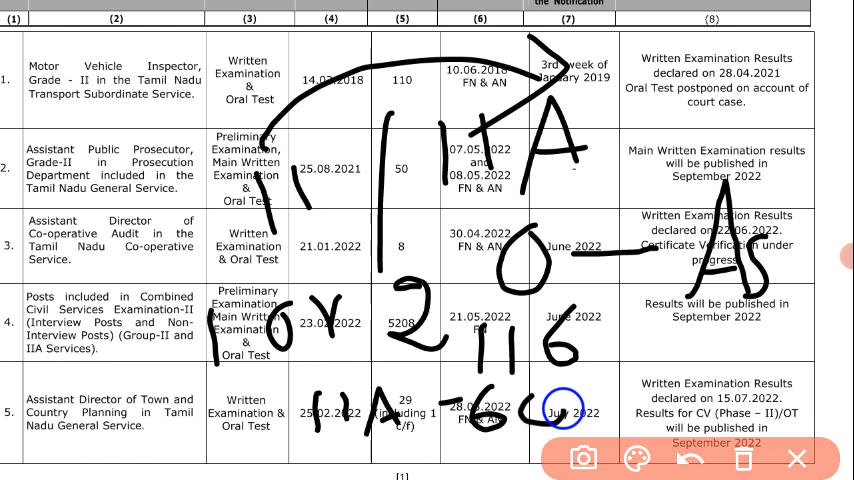 the Notification
(1) (2) (3) (4) (5) (6) (7) (8)
1. Motor Vehicle Inspector, Grade - II in the Tamil Nadu Transport Subordinate Service.
Written Examination & Oral Test
14.02.2018
110
10.06.2018 FN & AN
3rd week of January 2019
Written Examination Results declared on 28.04.2021
Oral Test postponed on account of court case.
2. Assistant Public Prosecutor, Grade-II in Prosecution Department included in the Tamil Nadu General Service.
Preliminary Examination, Main Written Examination & Oral Test
25.08.2021
50
07.05.2022 and 08.05.2022 FN & AN
-
Main Written Examination results will be published in September 2022
3. Assistant Director of Co-operative Audit in the Tamil Nadu Co-operative Service.
Written Examination & Oral Test
21.01.2022
8
30.04.2022 FN & AN
June 2022
Written Examination Results declared on 22.06.2022.
Certificate Verification under progress
4. Posts included in Combined Civil Services Examination-II (Interview Posts and Non-Interview Posts) (Group-II and IIA Services).
Preliminary Examination, Main Written Examination & Oral Test
23.02.2022
5208
21.05.2022 FN
June 2022
Results will be published in September 2022
5. Assistant Director of Town and Country Planning in Tamil Nadu General Service.
Written Examination & Oral Test
25.02.2022
29 (including 1 c/f)
28.05.2022 FN & AN
July 2022
Written Examination Results declared on 15.07.2022.
Results for CV (Phase – II)/OT will be published in September 2022
[1]